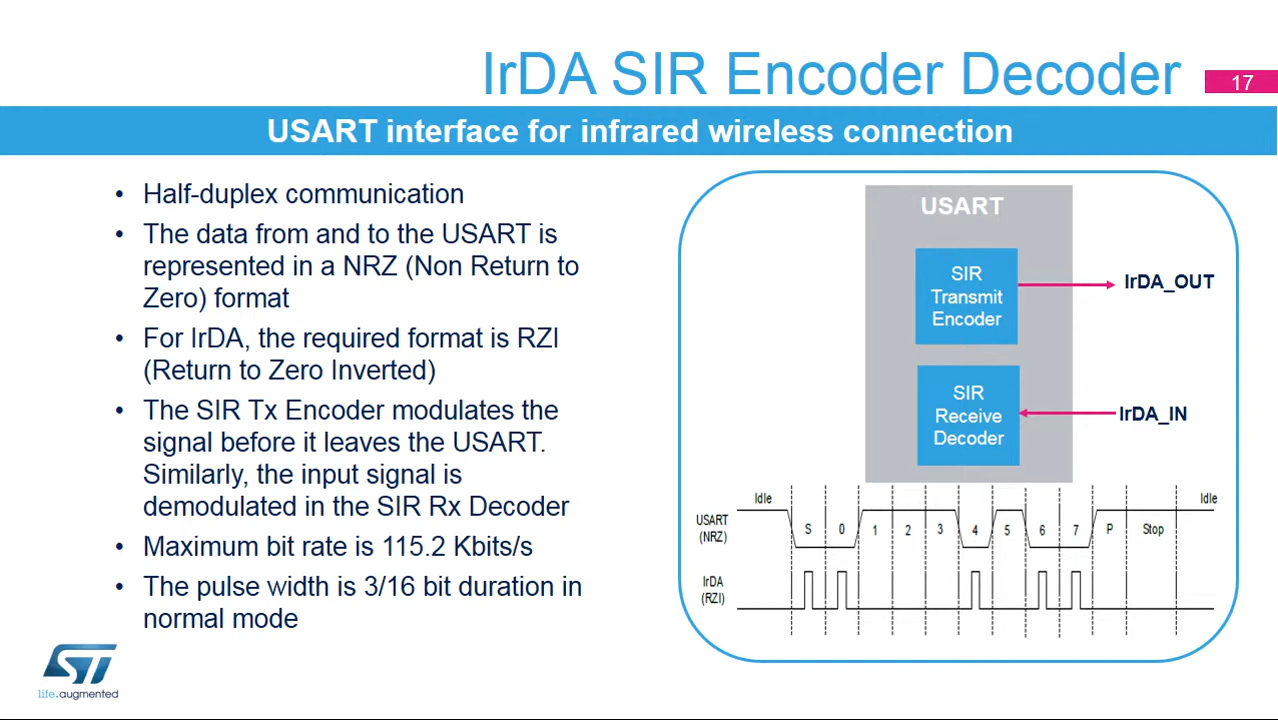 IrDA SIR Encoder Decoder
17
USART interface for infrared wireless connection
• Half-duplex communication
• The data from and to the USART is
represented in a NRZ (Non Return to
Zero) format
• For IrDA, the required format is RZI
(Return to Zero Inverted)
• The SIR Tx Encoder modulates the
signal before it leaves the USART.
Similarly, the input signal is
demodulated in the SIR Rx Decoder
• Maximum bit rate is 115.2 Kbits/s
• The pulse width is 3/16 bit duration in
normal mode
USART
SIR
Transmit
Encoder
IrDA_OUT
SIR
Receive
Decoder
IrDA_IN
Idle
Idle
USART
(NRZ)
S 0 1 2 3 4 5 6 7 P Stop
IrDA
(RZI)
ST
life.augmented